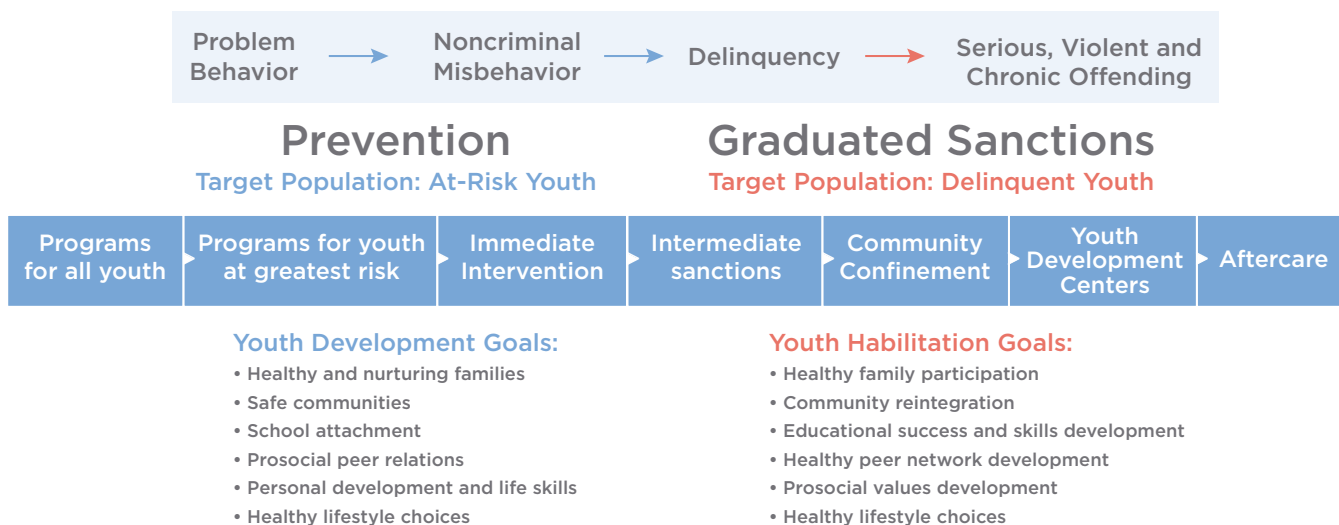 Problem
Behavior
Noncriminal
Misbehavior
Delinquency
Serious, Violent and
Chronic Offending
Prevention
Target Population: At-Risk Youth
Graduated Sanctions
Target Population: Delinquent Youth
Programs
for all youth
Programs for youth
at greatest risk
Immediate
Intervention
Intermediate
sanctions
Community
Confinement
Youth
Development
Centers
Aftercare
Youth Development Goals:
• Healthy and nurturing families
• Safe communities
• School attachment
• Prosocial peer relations
• Personal development and life skills
• Healthy lifestyle choices
Youth Habilitation Goals:
• Healthy family participation
• Community reintegration
• Educational success and skills development
• Healthy peer network development
• Prosocial values development
• Healthy lifestyle choices